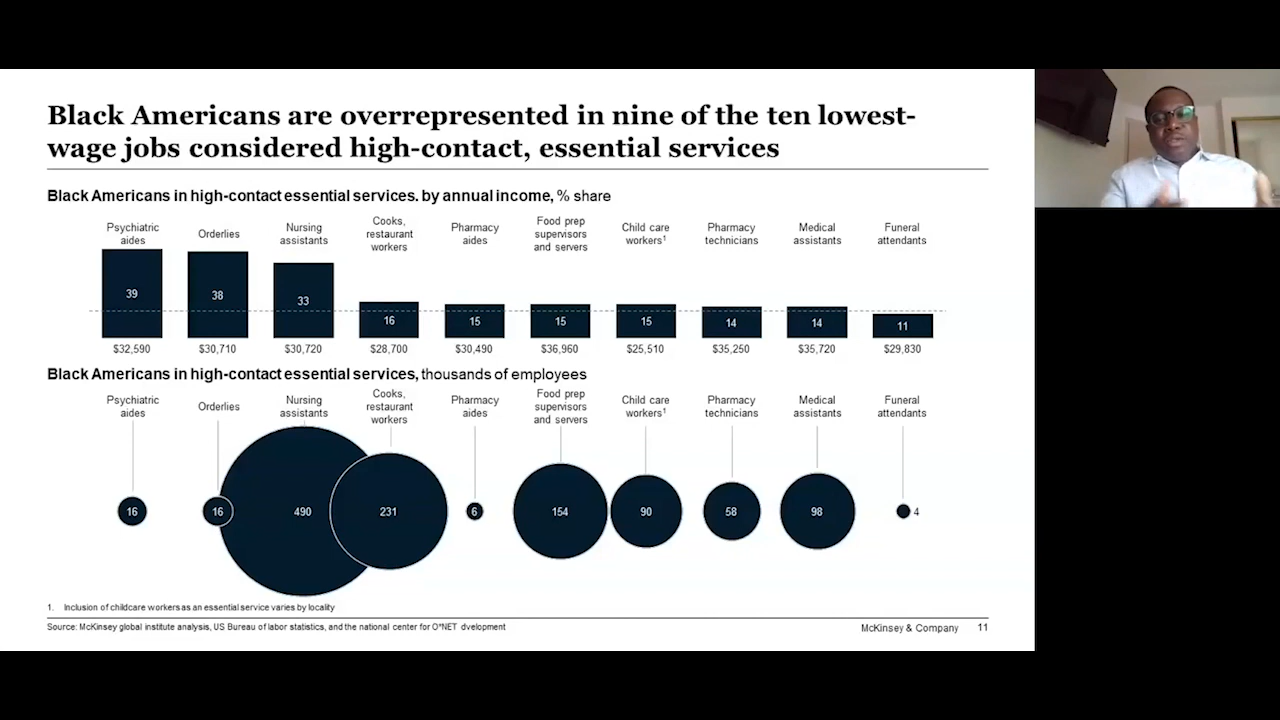 Black Americans are overrepresented in nine of the ten lowest-
wage jobs considered high-contact, essential services
Black Americans in high-contact essential services. by annual income, % share
Psychiatric
aides
Orderlies
Nursing
assistants
Cooks,
restaurant
workers
Pharmacy
aides
Food prep
supervisors
and servers
Child care
workers¹
Pharmacy
technicians
Medical
assistants
Funeral
attendants
39
38
33
16
15
15
15
14
14
11
$32,590
$30,710
$30,720
$28,700
$30,490
$36,960
$25,510
$35,250
$35,720
$29,830
Black Americans in high-contact essential services, thousands of employees
Psychiatric
aides
Orderlies
Nursing
assistants
Cooks,
restaurant
workers
Pharmacy
aides
Food prep
supervisors
and servers
Child care
workers¹
Pharmacy
technicians
Medical
assistants
Funeral
attendants
16
16
490
231
6
154
90
58
98
4
1. Inclusion of childcare workers as an essential service varies by locality
Source: McKinsey global institute analysis, US Bureau of labor statistics, and the national center for O*NET dvelopment
McKinsey & Company 11